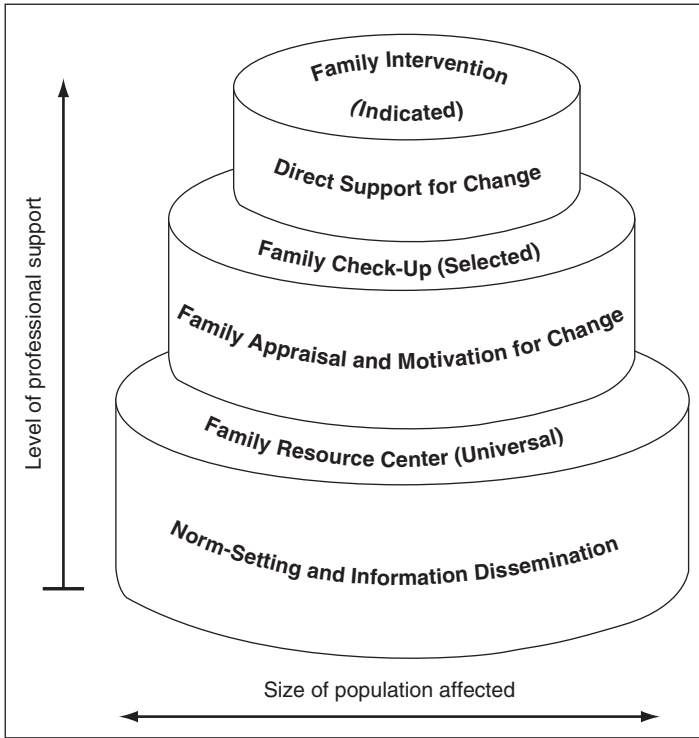 Family Intervention
(Indicated)
Direct Support for Change
Family Check-Up (Selected)
Family Appraisal and Motivation for Change
Family Resource Center (Universal)
Norm-Setting and Information Dissemination
Level of professional support
Size of population affected